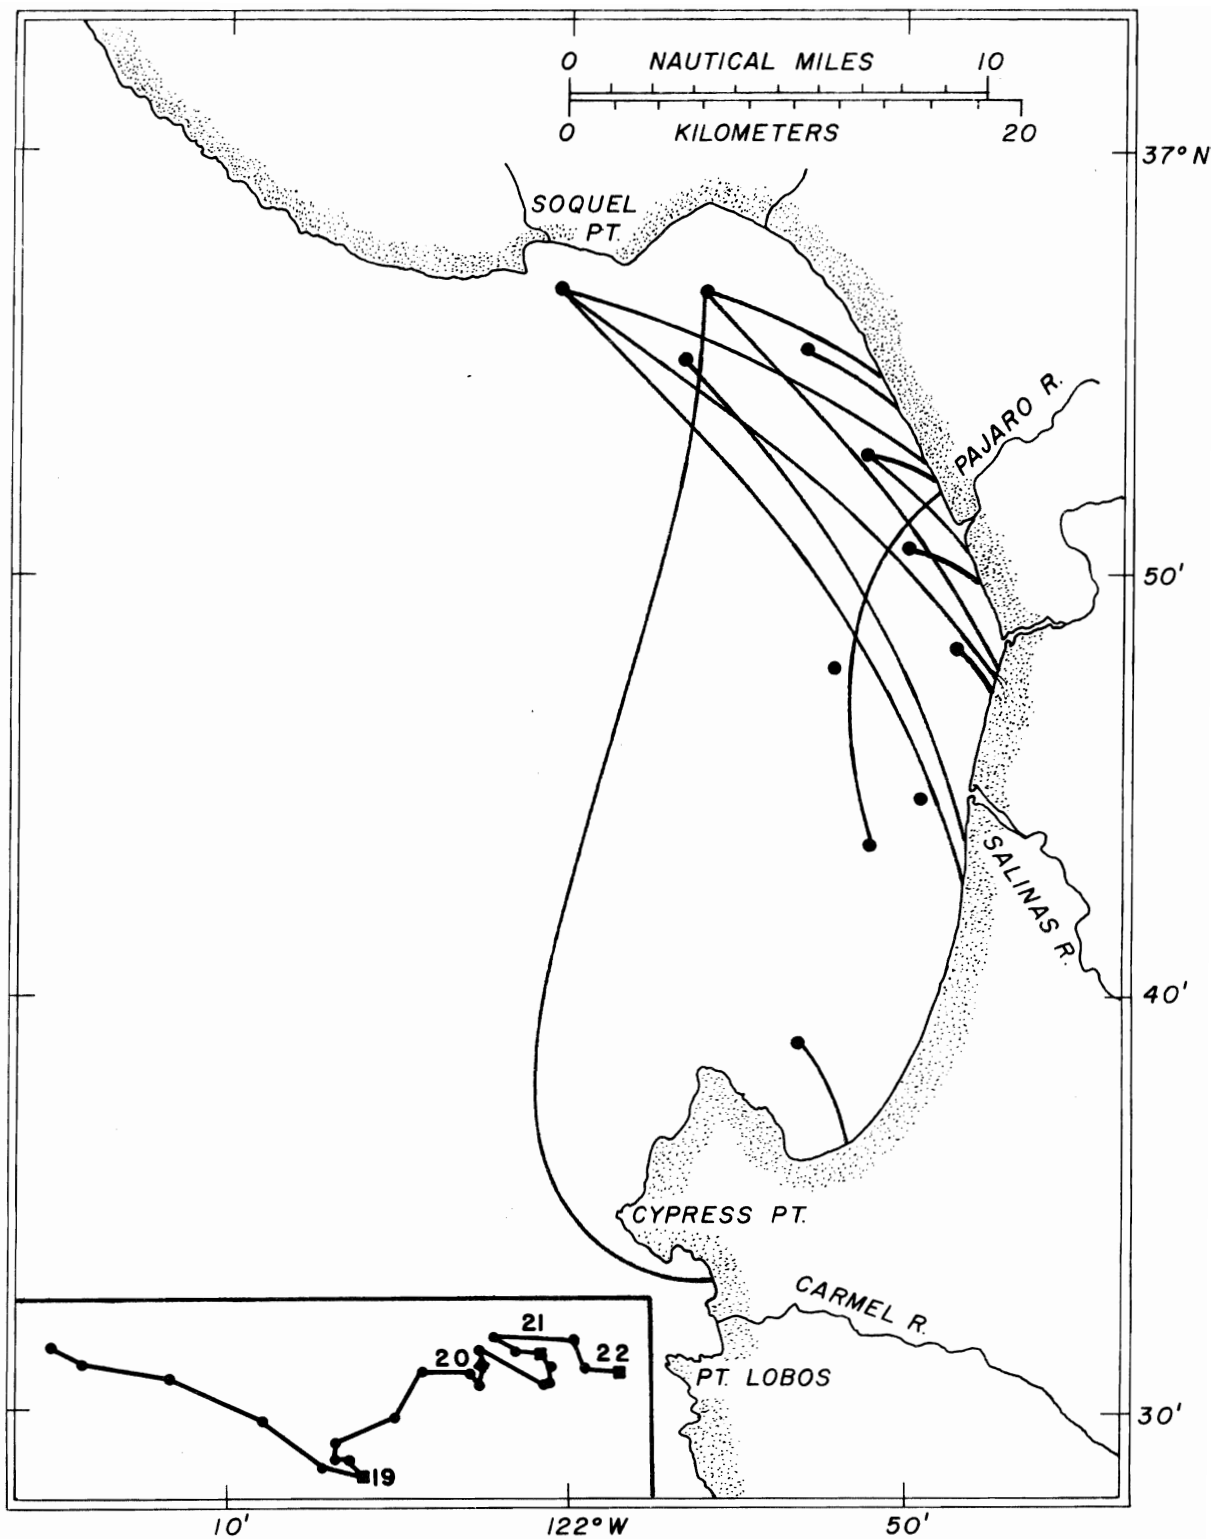 0 NAUTICAL MILES 10
0 KILOMETERS 20
37° N
SOQUEL
PT.
PAJARO R.
50'
SALINAS R.
40'
CYPRESS PT.
CARMEL R.
21
20
22
PT. LOBOS
30'
19
10' 122° W 50'